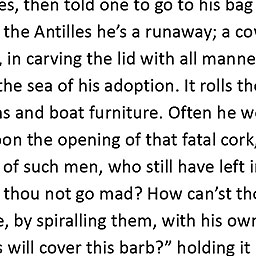 es, then told one to go to his bag
the Antilles he’s a runaway; a co
, in carving the lid with all manne
the sea of his adoption. It rolls th
s and boat furniture. Often he w
on the opening of that fatal cork,
of such men, who still have left i
thou not go mad? How can’st tho
e, by spiralling them, with his own
s will cover this barb?” holding it